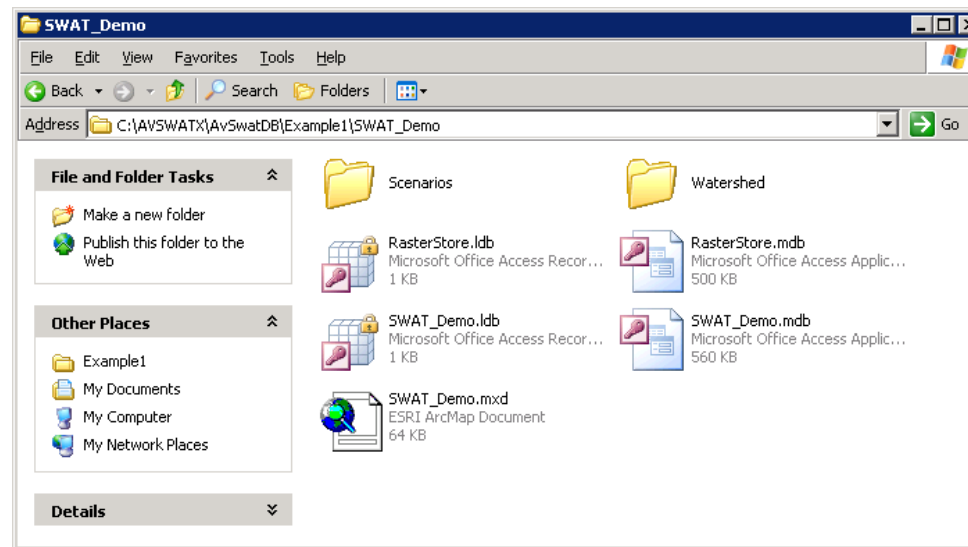 SWAT_Demo
File Edit View Favorites Tools Help
Back Search Folders
Address C:\AVSWATX\AvSwatDB\Example1\SWAT_Demo Go
File and Folder Tasks
Make a new folder
Publish this folder to the
Web
Other Places
Example1
My Documents
My Computer
My Network Places
Details
Scenarios
Watershed
RasterStore.ldb
Microsoft Office Access Recor...
1 KB
RasterStore.mdb
Microsoft Office Access Applic...
500 KB
SWAT_Demo.ldb
Microsoft Office Access Recor...
1 KB
SWAT_Demo.mdb
Microsoft Office Access Applic...
560 KB
SWAT_Demo.mxd
ESRI ArcMap Document
64 KB